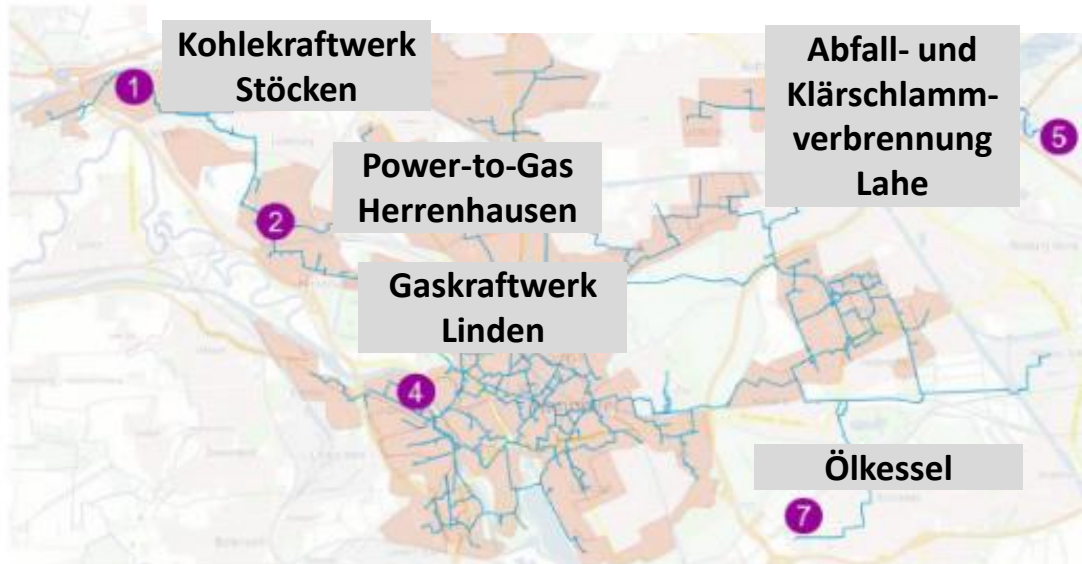 Kohlekraftwerk
Stöcken
1
Abfall- und
Klärschlamm-
verbrennung
Lahe
5
Power-to-Gas
Herrenhausen
2
Gaskraftwerk
Linden
4
Ölkessel
7